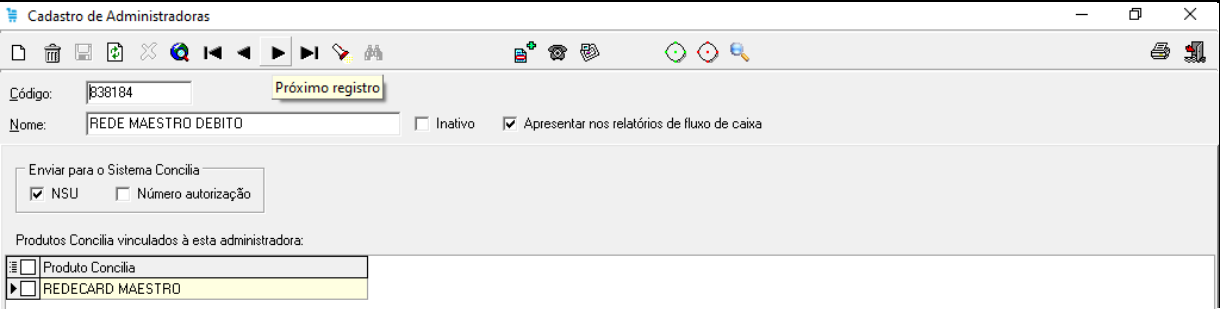 Cadastro de Administradoras
Próximo registro
Código: 838184
Nome: REDE MAESTRO DEBITO Inativo Apresentar nos relatórios de fluxo de caixa
Enviar para o Sistema Concilia
NSU Número autorização
Produtos Concilia vinculados à esta administradora:
Produto Concilia
REDECARD MAESTRO